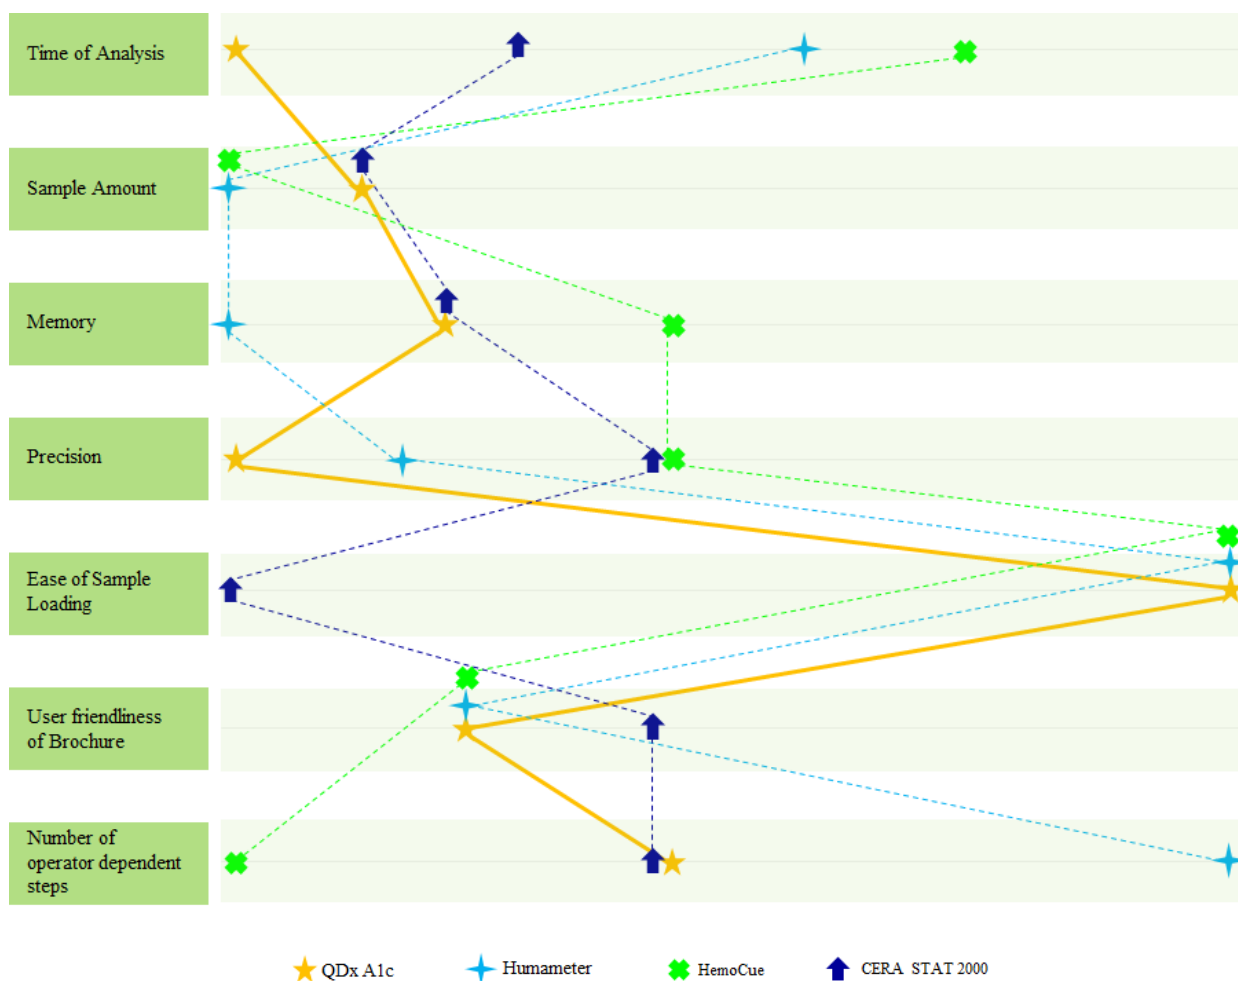 Time of Analysis
Sample Amount
Memory
Precision
Ease of Sample
Loading
User friendliness
of Brochure
Number of
operator dependent
steps
QDx A1c
Humameter
HemoCue
CERA STAT 2000